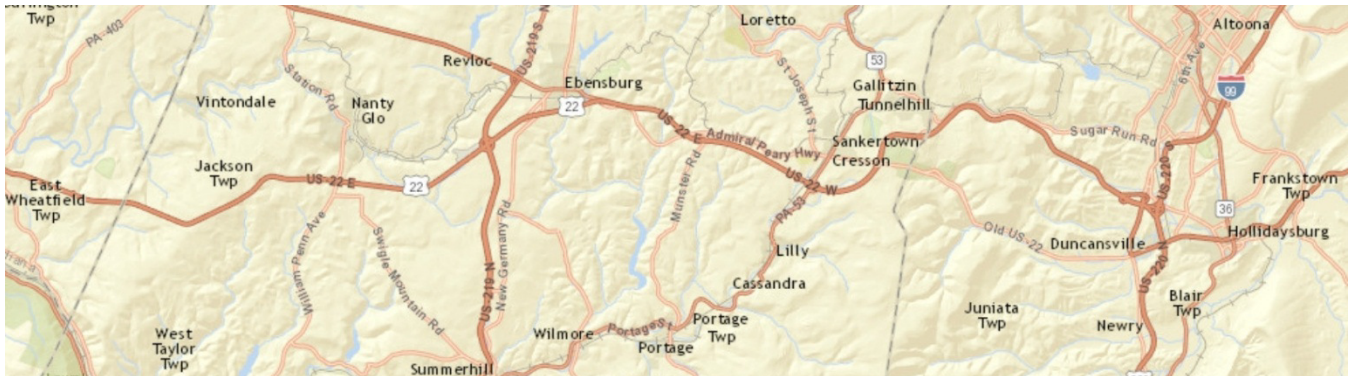 Twp
PA-403
Loretto
Altoona
US-219 S
N
Revloc
53
6th Ave
Station Rd
St Joseph St
Ebensburg
Gallitzin
99
Vintondale
Nanty
Glo
22
Tunnelhill
US-22 E
Admiral Peary Hwy
Sugar Run Rd
Sankertown
Cresson
Jackson
Twp
US-22 E
22
US-22 W
US-220 S
East
Wheatfield
Twp
Frankstown
Twp
Munster Rd
PA-53
36
New Germany Rd
William Penn Ave
Swigle Mountain Rd
Old US-22
Duncansville
Hollidaysburg
Lilly
US-219 N
US-220 N
Cassandra
Blair
Twp
Juniata
Twp
West
Taylor
Twp
Wilmore
Portage St
Portage
Twp
Newry
Portage
Summerhill